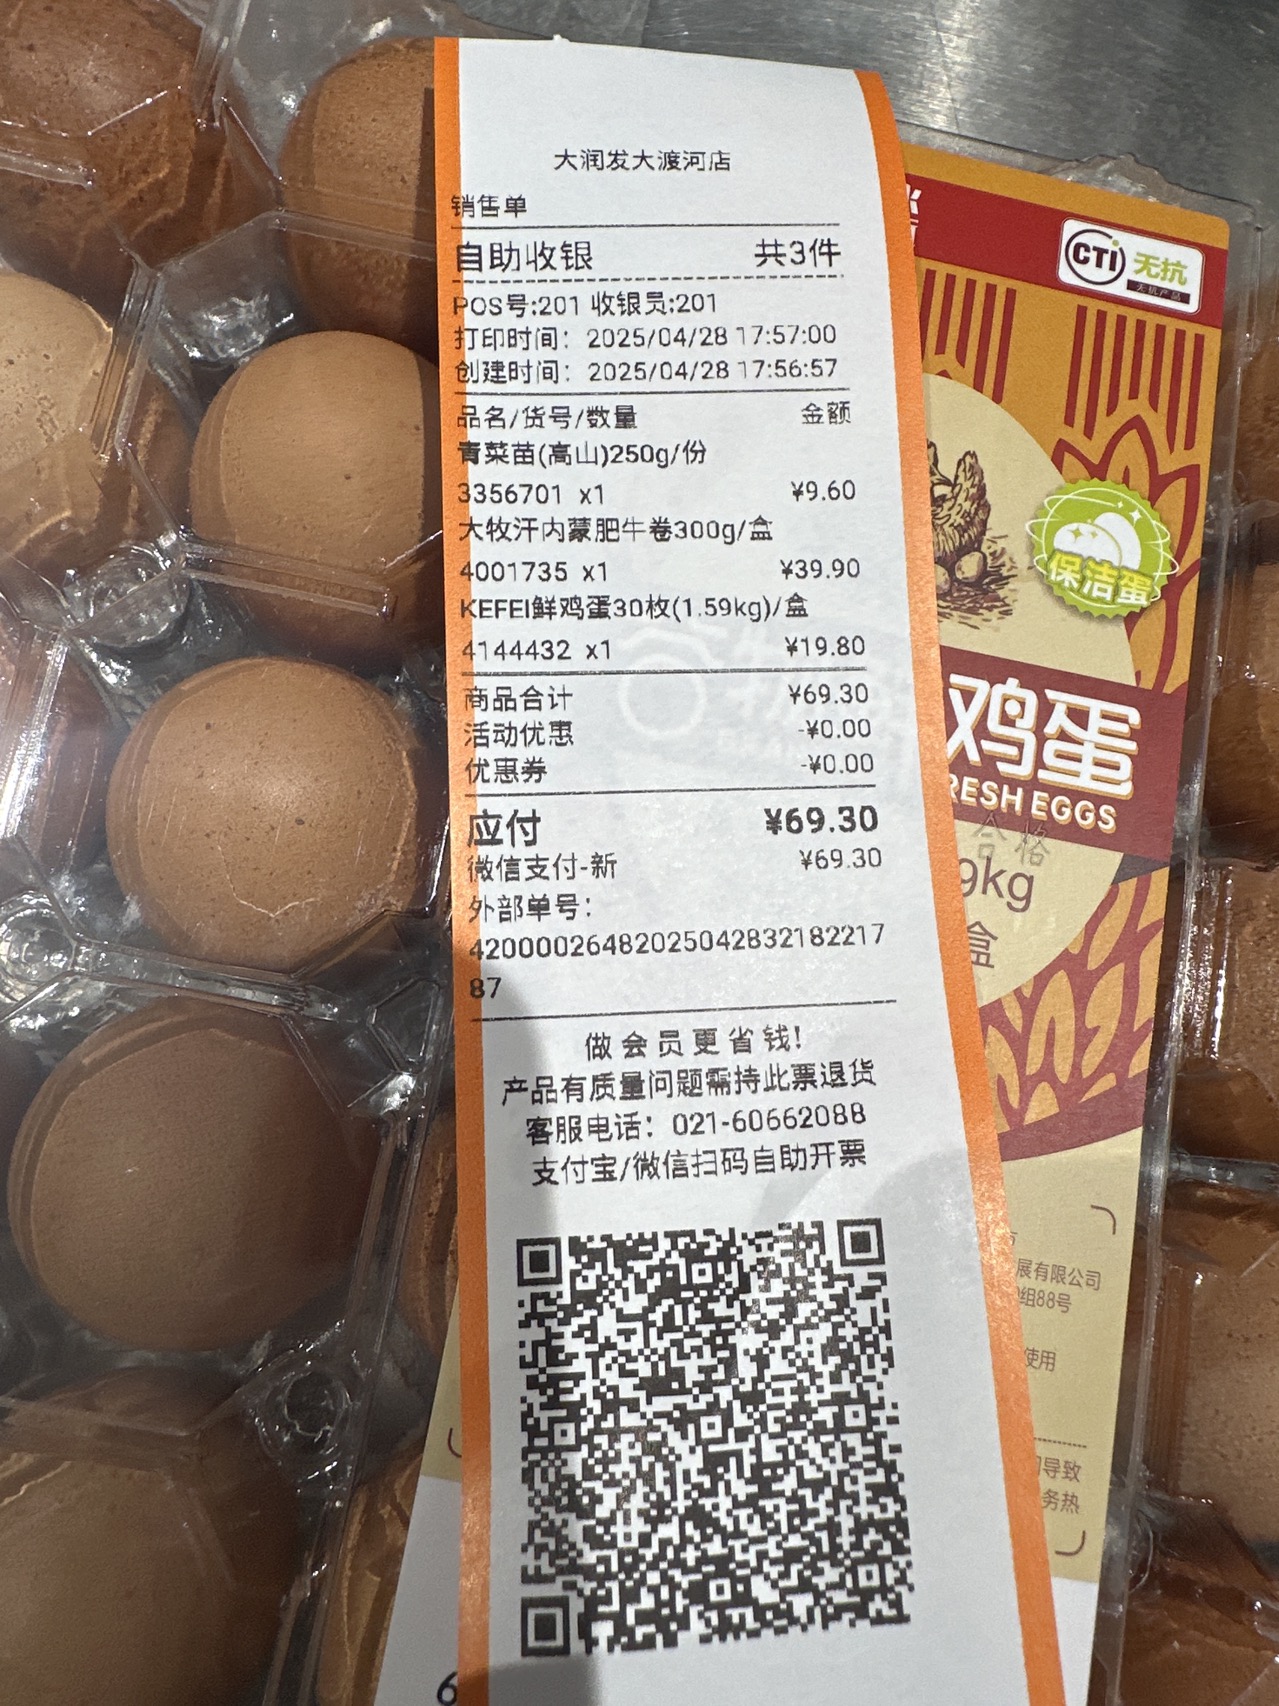 大润发大渡河店
销售单
自助收银 共3件
POS号:201 收银员:201
打印时间： 2025/04/28 17:57:00
创建时间： 2025/04/28 17:56:57
品名/货号/数量 金额
青菜苗(高山)250g/份
3356701 x1 ¥9.60
大牧汗内蒙肥牛卷300g/盒
4001735 x1 ¥39.90
KEFEI鲜鸡蛋30枚(1.59kg)/盒
4144432 x1 ¥19.80
商品合计 ¥69.30
活动优惠 -¥0.00
优惠券 -¥0.00
应付 ¥69.30
微信支付-新 ¥69.30
外部单号：
42000026482025042832182217
87
做会员更省钱！
产品有质量问题需持此票退货
客服电话：021-60662088
支付宝/微信扫码自助开票
CTI 无抗
无抗产品
保洁蛋
鸡蛋
RESH EGGS
合格
9kg
盒
展有限公司
组88号
使用
导致
务热
6